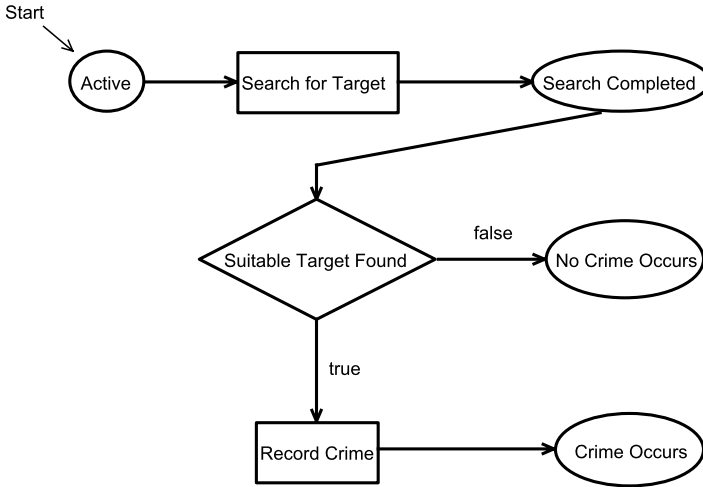 Start
Active
Search for Target
Search Completed
Suitable Target Found
false
No Crime Occurs
true
Record Crime
Crime Occurs